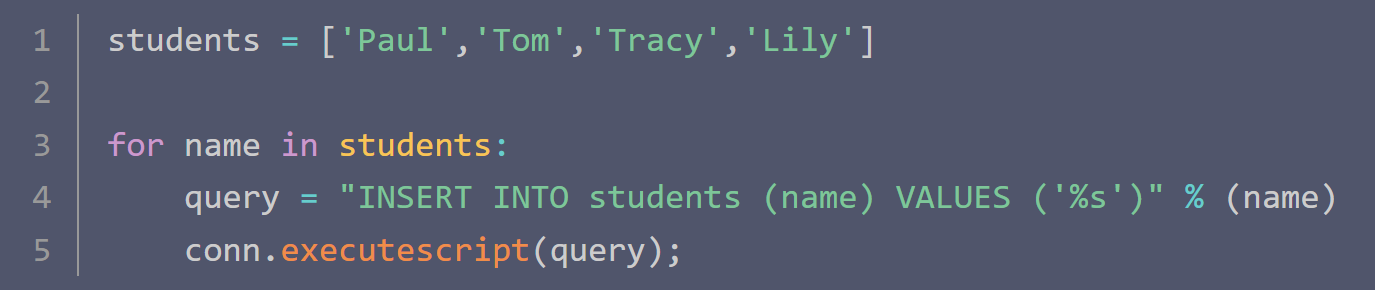 1 students = ['Paul','Tom','Tracy','Lily']
2
3 for name in students:
4     query = "INSERT INTO students (name) VALUES ('%s')" % (name)
5     conn.executescript(query);